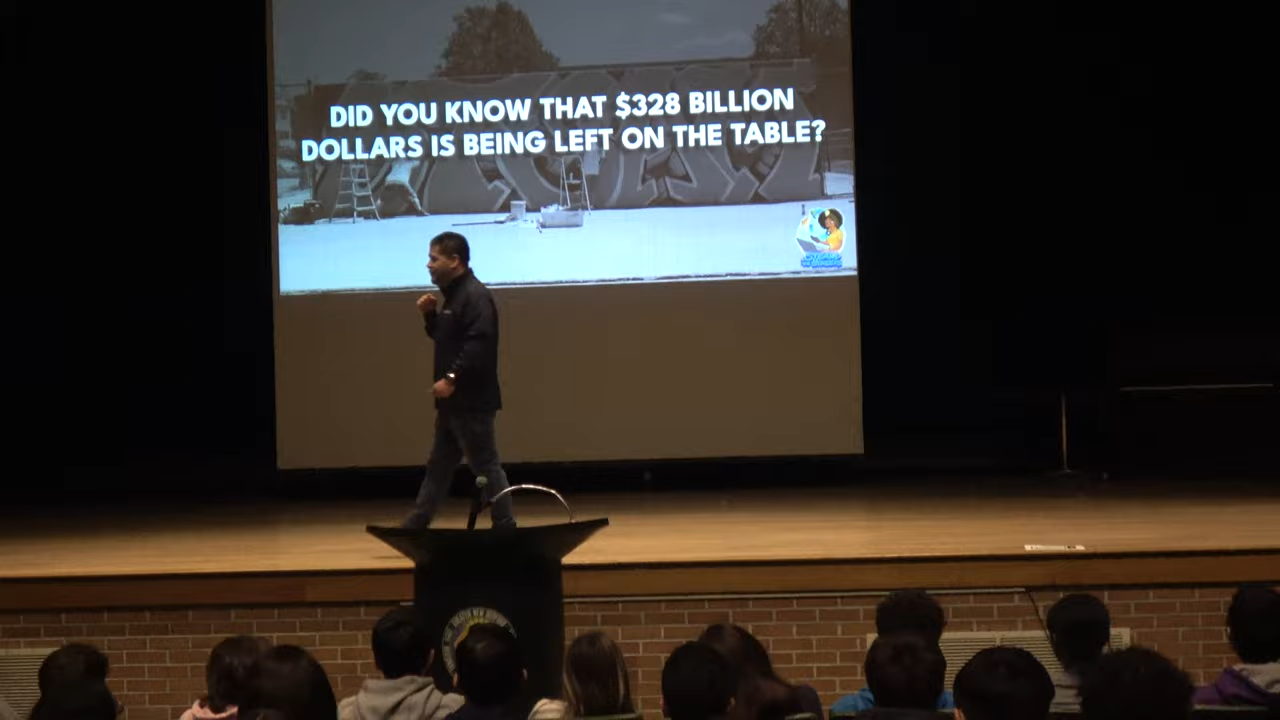 DID YOU KNOW THAT $328 BILLION
DOLLARS IS BEING LEFT ON THE TABLE?